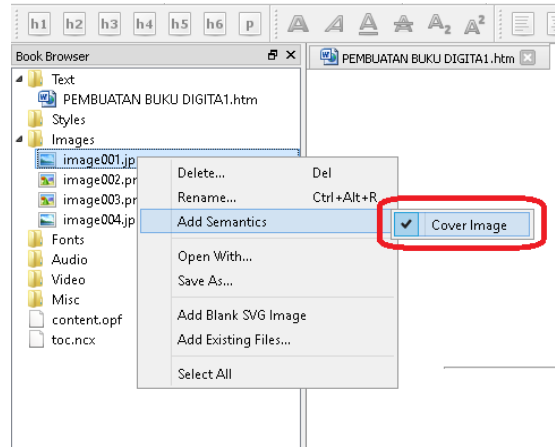 h1 h2 h3 h4 h5 h6 p A A A A A₂ A²
Book Browser
PEMBUATAN BUKU DIGITA1.htm
Text
PEMBUATAN BUKU DIGITA1.htm
Styles
Images
image001.jp
image002.pr
image003.pr
image004.jp
Fonts
Audio
Video
Misc
content.opf
toc.ncx
Delete... Del
Rename... Ctrl+Alt+R
Add Semantics
Cover Image
Open With...
Save As...
Add Blank SVG Image
Add Existing Files...
Select All